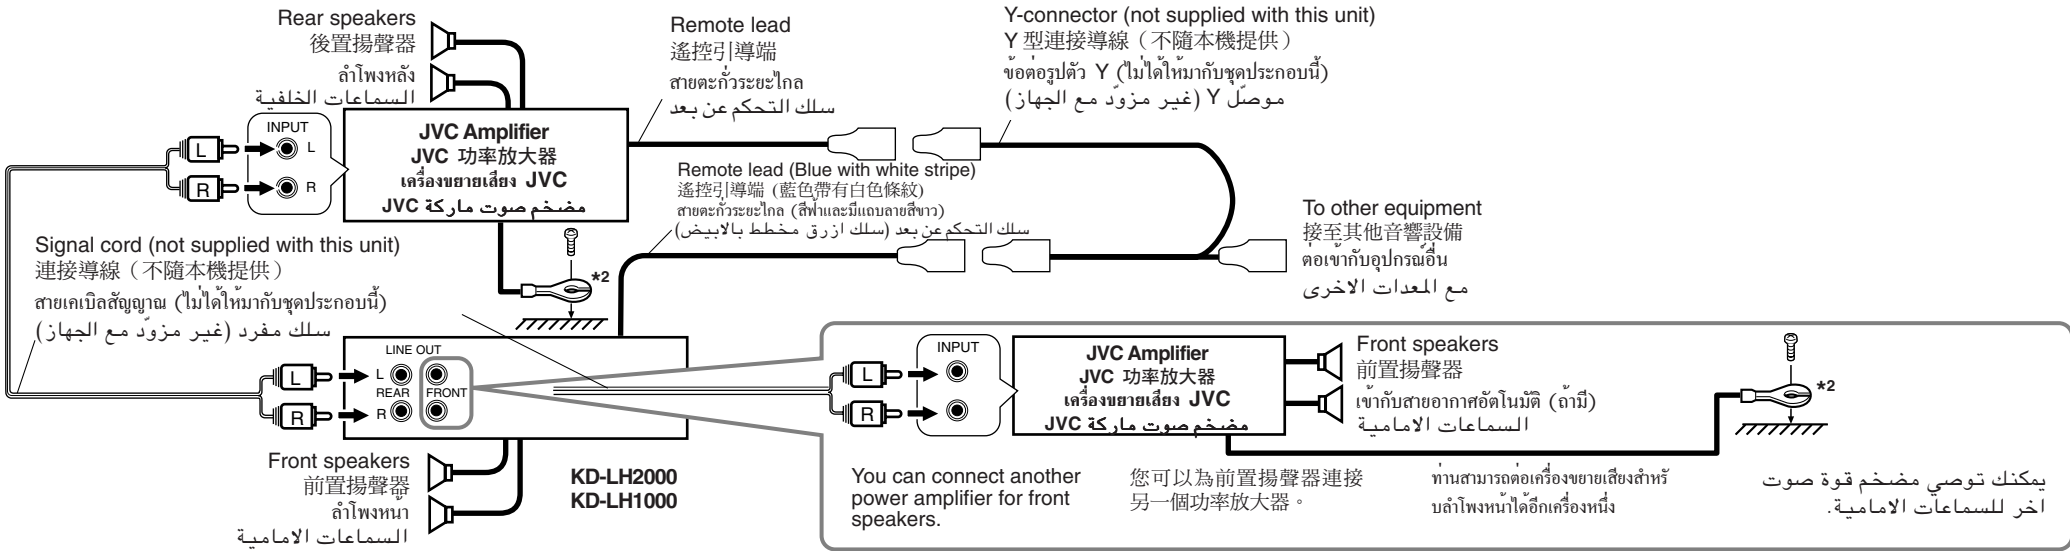 Rear speakers
後置揚聲器
ลำโพงหลัง
السماعات الخلفية
Remote lead
遙控引導端
สายตะกั่วระยะไกล
سلك التحكم عن بعد
Y-connector (not supplied with this unit)
Y 型連接導線（不隨本機提供）
ข้อต่อรูปตัว Y (ไม่ได้ให้มากับชุดประกอบนี้)
موصّل Y (غير مزودّ مع الجهاز)
INPUT
L
L
R
R
JVC Amplifier
JVC 功率放大器
เครื่องขยายเสียง JVC
مضخم صوت ماركة JVC
Remote lead (Blue with white stripe)
遙控引導端 (藍色帶有白色條紋)
สายตะกั่วระยะไกล (สีฟ้าและมีแถบลายสีขาว)
سلك التحكم عن بعد (سلك ازرق مخطط بالابيض)
To other equipment
接至其他音響設備
ต่อเข้ากับอุปกรณ์อื่น
مع المعدات الاخرى
Signal cord (not supplied with this unit)
連接導線（不隨本機提供）
สายเคเบิลสัญญาณ (ไม่ได้ให้มากับชุดประกอบนี้)
سلك مفرد (غير مزودّ مع الجهاز)
*2
LINE OUT
L
L
REAR
FRONT
R
R
INPUT
L
R
JVC Amplifier
JVC 功率放大器
เครื่องขยายเสียง JVC
مضخم صوت ماركة JVC
Front speakers
前置揚聲器
เข้ากับสายอากาศอัตโนมัติ (ถ้ามี)
السماعات الامامية
*2
Front speakers
前置揚聲器
ลำโพงหน้า
السماعات الامامية
KD-LH2000
KD-LH1000
You can connect another
power amplifier for front
speakers.
您可以為前置揚聲器連接
另一個功率放大器。
ท่านสามารถต่อเครื่องขยายเสียงสำหรั
บลำโพงหน้าได้อีกเครื่องหนึ่ง
يمكنك توصي مضخم قوة صوت
اخر للسماعات الامامية.